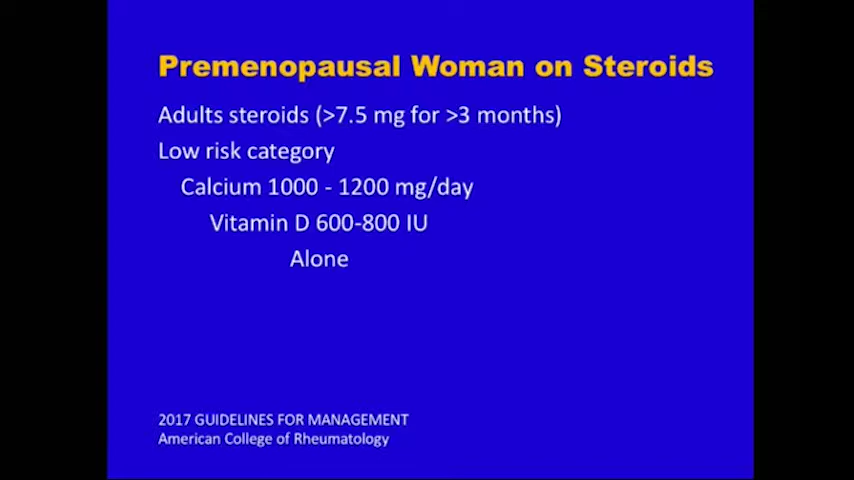 Premenopausal Woman on Steroids
Adults steroids (>7.5 mg for >3 months)
Low risk category
Calcium 1000 - 1200 mg/day
Vitamin D 600-800 IU
Alone
2017 GUIDELINES FOR MANAGEMENT
American College of Rheumatology